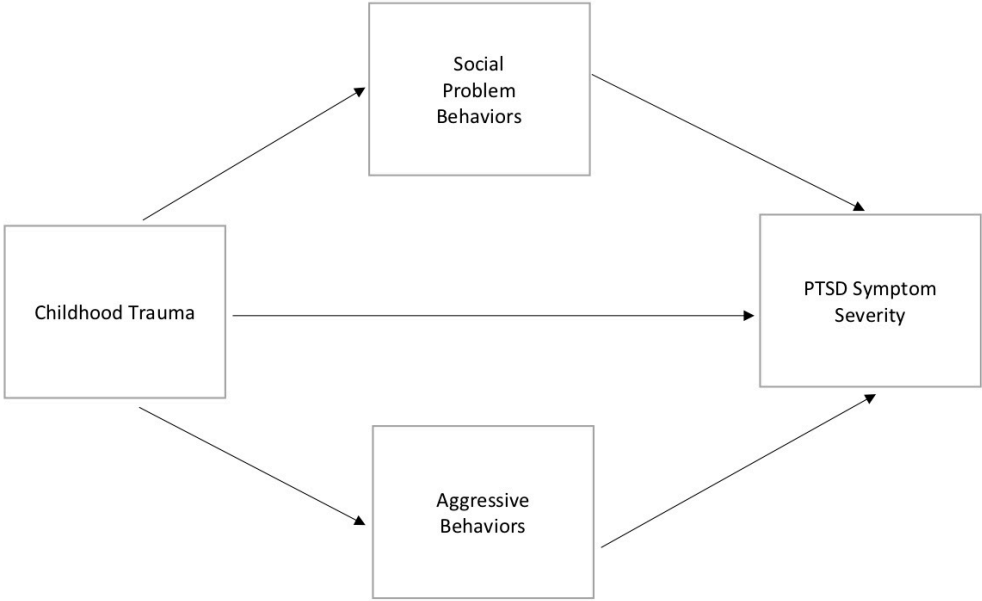 Social
Problem
Behaviors
Childhood Trauma
PTSD Symptom
Severity
Aggressive
Behaviors